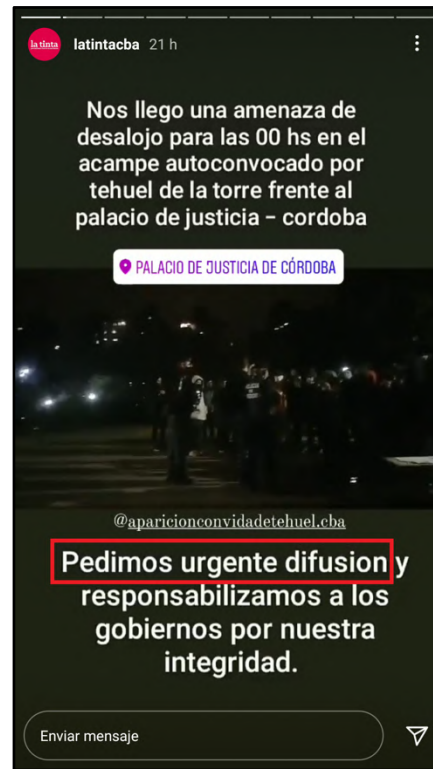 la tinta
latintacba 21 h
Nos llego una amenaza de
desalojo para las 00 hs en el
acampe autoconvocado por
tehuel de la torre frente al
palacio de justicia – cordoba
PALACIO DE JUSTICIA DE CÓRDOBA
@aparicionconvidadetehuel.cba
Pedimos urgente difusion y
responsabilizamos a los
gobiernos por nuestra
integridad.
Enviar mensaje